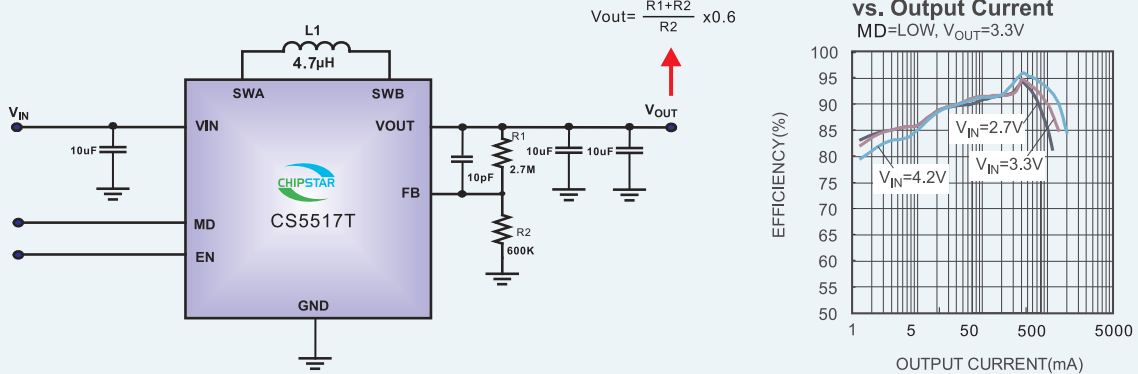 Vout= R1+R2 / R2 x0.6
L1
4.7µH
SWA
SWB
VIN
VIN
VOUT
VOUT
10uF
R1
2.7M
10pF
10uF
10uF
CHIPSTAR
CS5517T
FB
MD
EN
R2
600K
GND
vs. Output Current
MD=LOW, VOUT=3.3V
EFFICIENCY(%)
100
95
90
85
80
75
70
65
60
55
50
VIN=2.7V
VIN=3.3V
VIN=4.2V
1 5 50 500 5000
OUTPUT CURRENT(mA)